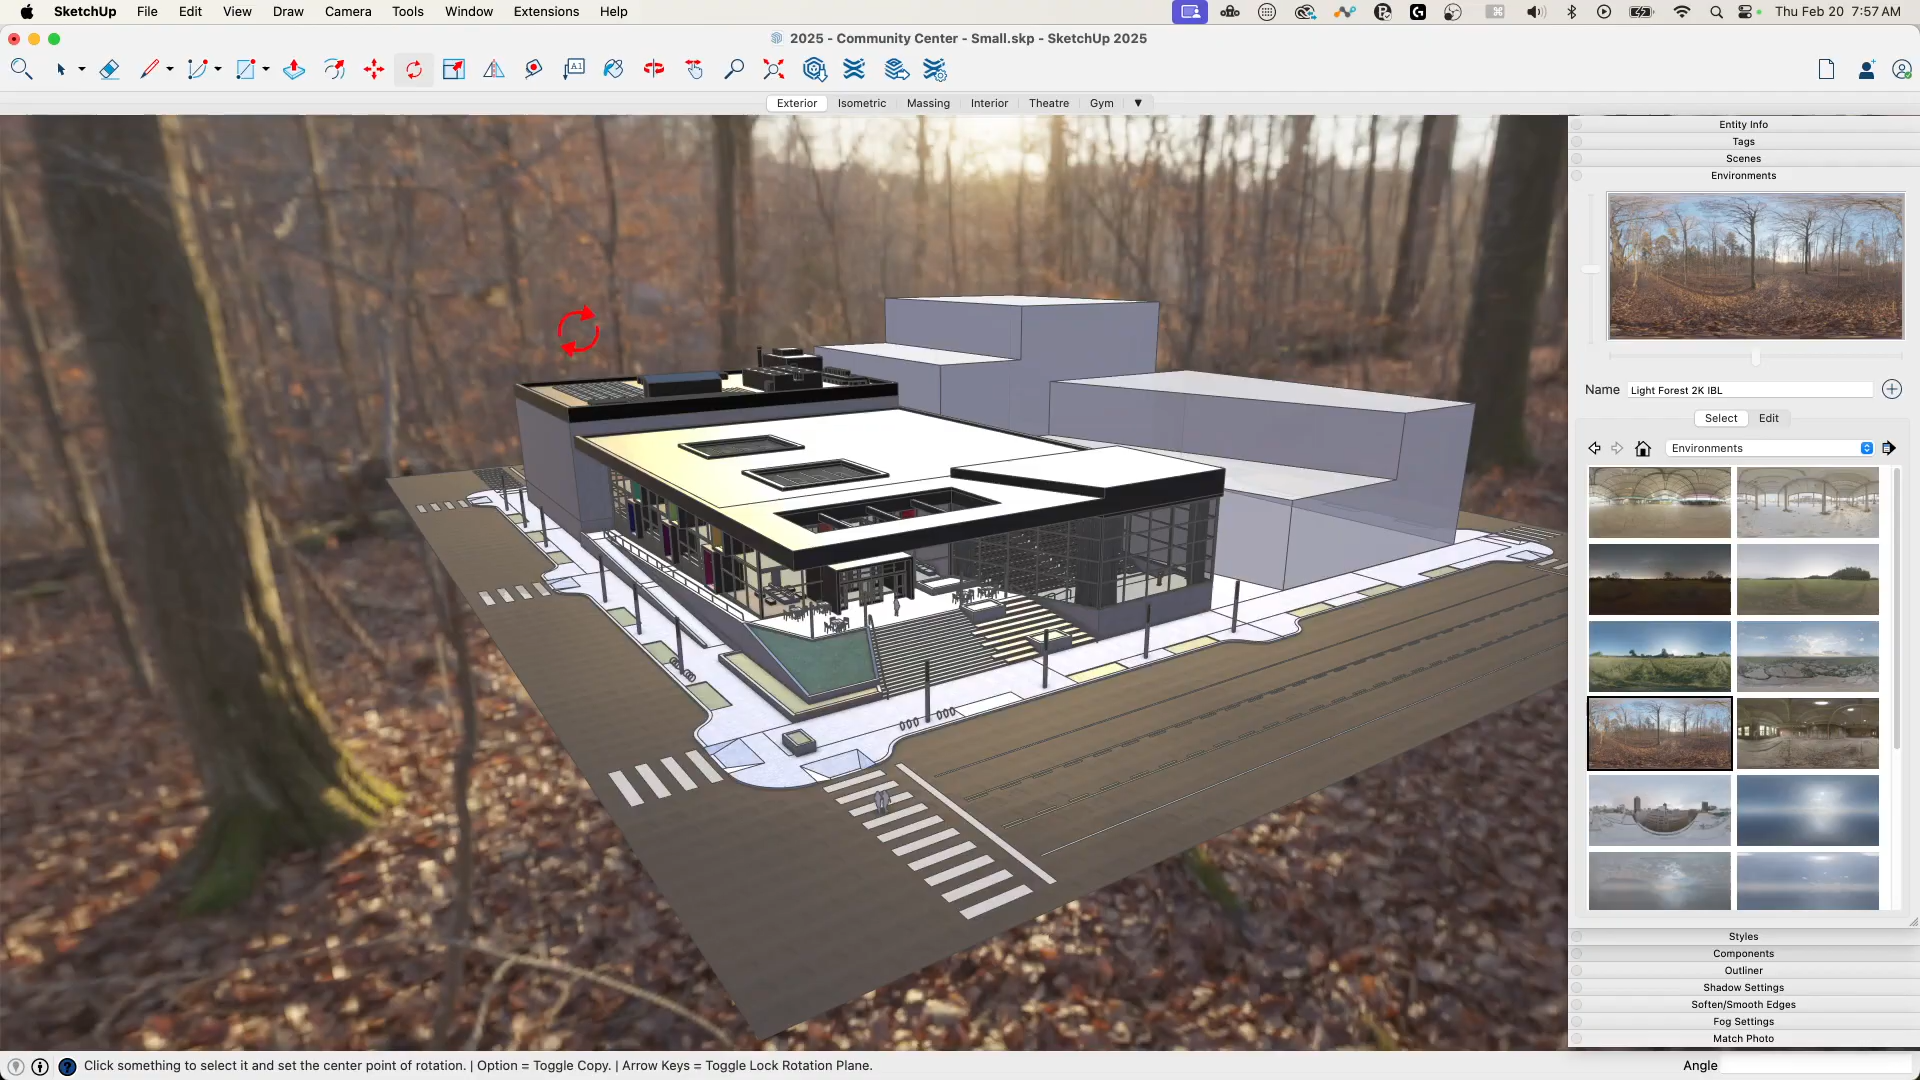 SketchUp File Edit View Draw Camera Tools Window Extensions Help Thu Feb 20 7:57 AM
2025 - Community Center - Small.skp - SketchUp 2025
A1
Exterior Isometric Massing Interior Theatre Gym ▼
Entity Info
Tags
Scenes
Environments
Name Light Forest 2K IBL
Select Edit
Environments
Styles
Components
Outliner
Shadow Settings
Soften/Smooth Edges
Fog Settings
Match Photo
Click something to select it and set the center point of rotation. | Option = Toggle Copy. | Arrow Keys = Toggle Lock Rotation Plane. Angle